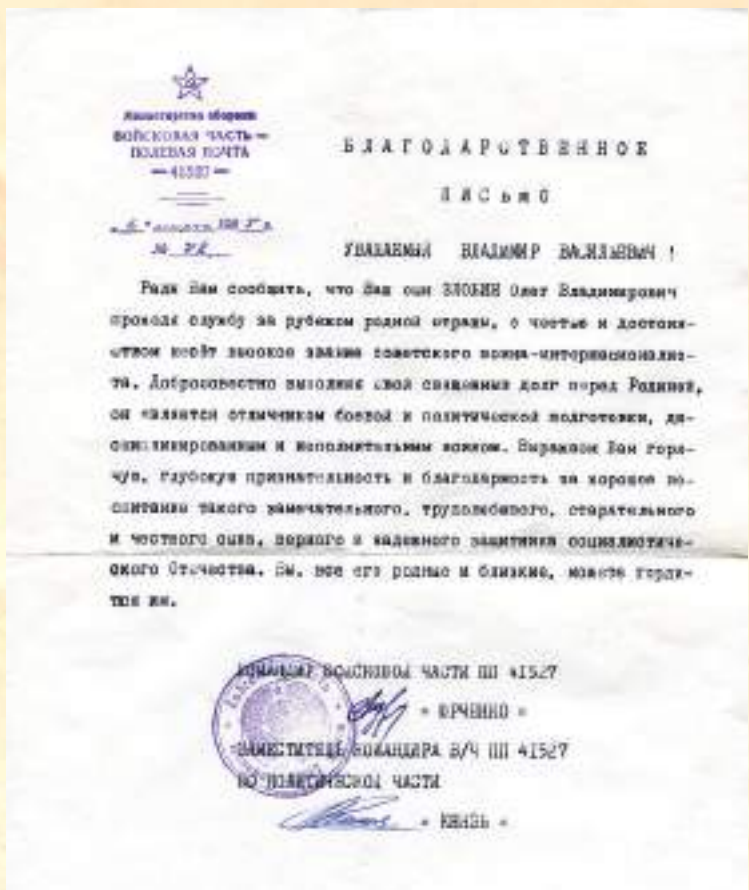 Министерство обороны
ВОЙСКОВАЯ ЧАСТЬ —
ПОЛЕВАЯ ПОЧТА
— 41527 —
БЛАГОДАРСТВЕННОЕ
ПИСЬМО
УВАЖАЕМЫЙ ВЛАДИМИР ВАСИЛЬЕВИЧ !
Рады Вам сообщить, что Ваш сын ЗЛОБИН Олег Владимирович
проходя службу за рубежом родной страны, с честью и достоин-
ством несёт высокое звание советского воина-интернационалис-
та. Добросовестно выполняя свой священный долг перед Родиной,
он является отличником боевой и политической подготовки, ди-
сциплинированным и исполнительным воином. Выражаем Вам горя-
чую, глубокую признательность и благодарность за хорошее во-
спитание такого замечательного, трудолюбивого, старательного
и честного сына, верного и надежного защитника социалистиче-
ского Отечества. Вы, все его родные и близкие, можете горди-
тся им.
КОМАНДИР ВОЙСКОВОЙ ЧАСТИ ПП 41527
" ЮРЧЕНКО "
ЗАМЕСТИТЕЛЬ КОМАНДИРА В/Ч ПП 41527
ПО ПОЛИТИЧЕСКОЙ ЧАСТИ
" КНЯЗЬ "